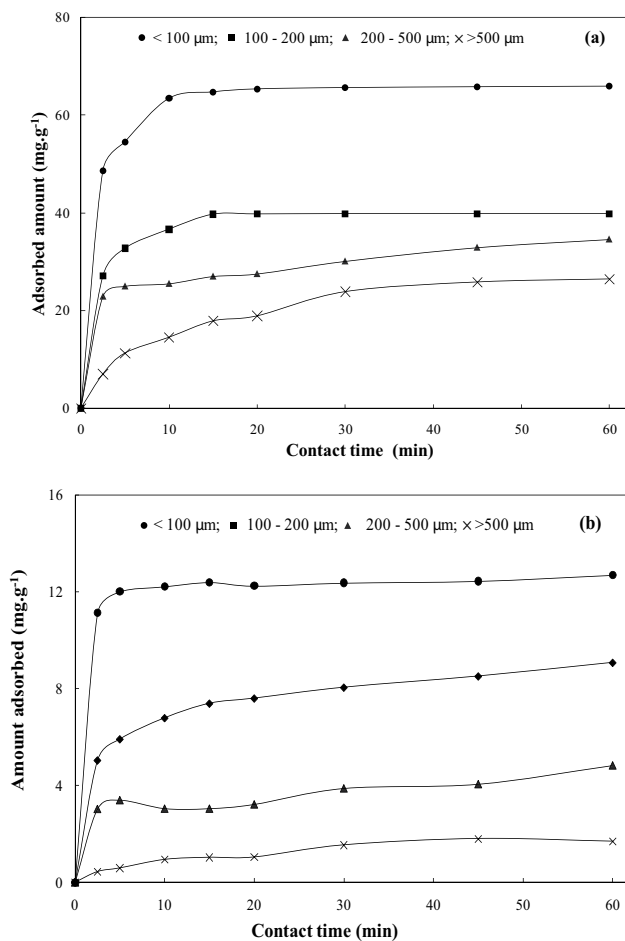 80
● < 100 µm; ■ 100 - 200 µm; ▲ 200 - 500 µm; × >500 µm (a)
60
40
20
0
Adsorbed amount (mg.g-1)
0 10 20 30 40 50 60
Contact time (min)
16
● < 100 µm; ■ 100 - 200 µm; ▲ 200 - 500 µm; × >500 µm (b)
12
8
4
0
Amount adsorbed (mg.g-1)
0 10 20 30 40 50 60
Contact time (min)